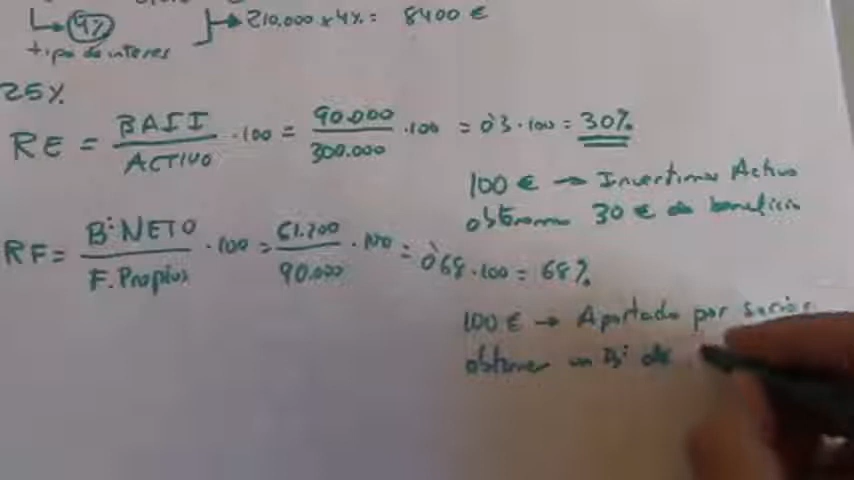 4%
tipo de interes
210.000 x 4% = 8400 €
25%
RE = BAII / ACTIVO · 100 = 90.000 / 300.000 · 100 = 0'3 · 100 = 30%
100 € → Invertimos Activo
obtenemos 30 € de beneficio
RF = Bº NETO / F. Propios · 100 = 61.200 / 90.000 · 100 = 0'68 · 100 = 68%
100 € → Aportado por socios
obtener un Bº de